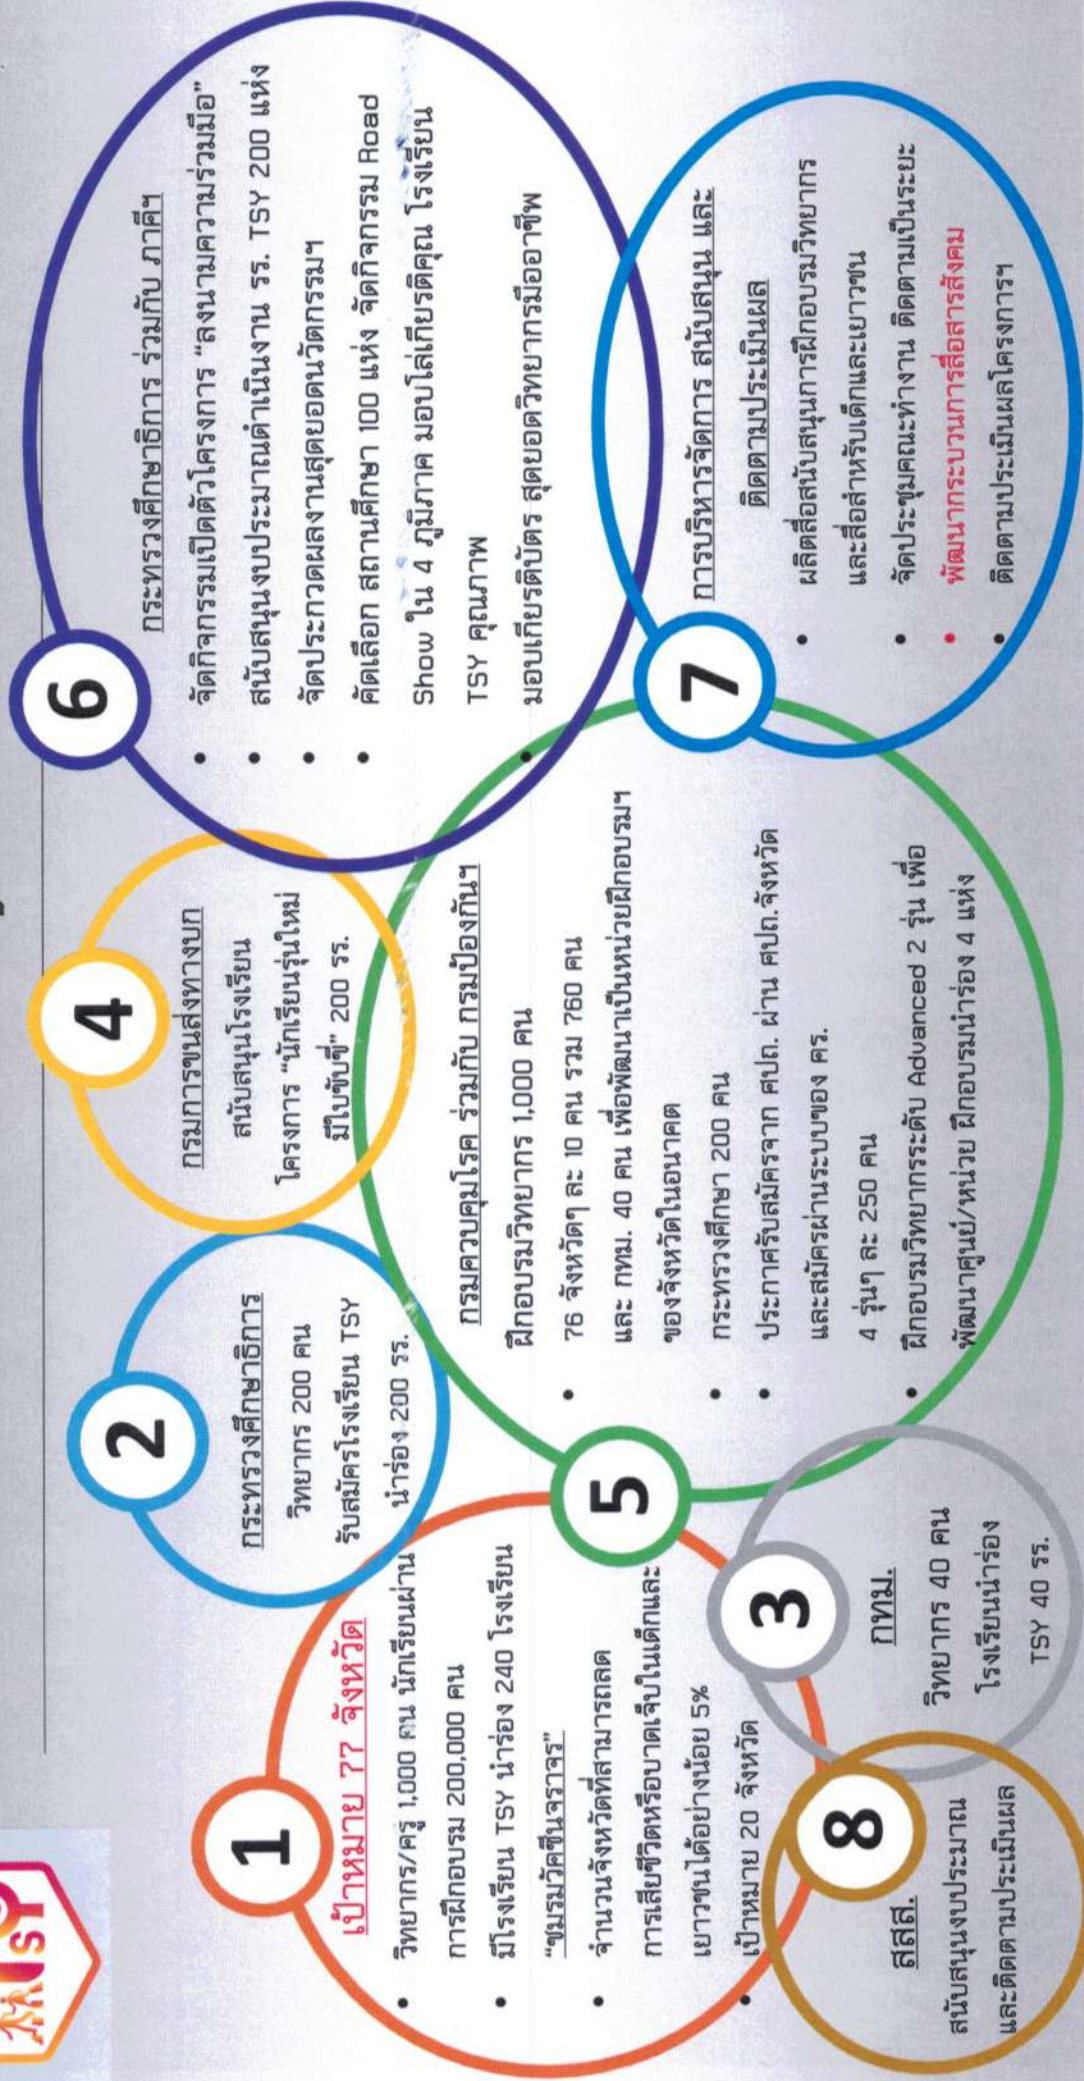 TSY
1
เป้าหมาย 77 จังหวัด
• วิทยากร/ครู 1,000 คน นักเรียนผ่าน
การฝึกอบรม 200,000 คน
• มีโรงเรียน TSY นำร่อง 240 โรงเรียน
“ชมรมวัคซีนจราจร”
• จำนวนจังหวัดที่สามารถลด
การเสียชีวิตหรือบาดเจ็บในเด็กและ
เยาวชนได้อย่างน้อย 5%
• เป้าหมาย 20 จังหวัด
2
กระทรวงศึกษาธิการ
วิทยากร 200 คน
รับสมัครโรงเรียน TSY
นำร่อง 200 รร.
3
กทม.
วิทยากร 40 คน
โรงเรียนนำร่อง
TSY 40 รร.
4
กรมการขนส่งทางบก
สนับสนุนโรงเรียน
โครงการ “นักเรียนรุ่นใหม่
มีใบขับขี่” 200 รร.
5
กรมควบคุมโรค ร่วมกับ กรมป้องกันฯ
ฝึกอบรมวิทยากร 1,000 คน
• 76 จังหวัดๆ ละ 10 คน รวม 760 คน
และ กทม. 40 คน เพื่อพัฒนาเป็นหน่วยฝึกอบรมฯ
ของจังหวัดในอนาคต
• กระทรวงศึกษา 200 คน
• ประกาศรับสมัครจาก ศปถ. ผ่าน ศปถ.จังหวัด
และสมัครผ่านระบบของ คร.
4 รุ่นๆ ละ 250 คน
• ฝึกอบรมวิทยากรระดับ Advanced 2 รุ่น เพื่อ
พัฒนาศูนย์/หน่วย ฝึกอบรมนำร่อง 4 แห่ง
6
กระทรวงศึกษาธิการ ร่วมกับ ภาคีฯ
• จัดกิจกรรมเปิดตัวโครงการ “ลงนามความร่วมมือ”
• สนับสนุนงบประมาณดำเนินงาน รร. TSY 200 แห่ง
• จัดประกวดผลงานสุดยอดนวัตกรรมฯ
• คัดเลือก สถานศึกษา 100 แห่ง จัดกิจกรรม Road
Show ใน 4 ภูมิภาค มอบโล่เกียรติคุณ โรงเรียน
TSY คุณภาพ
• มอบเกียรติบัตร สุดยอดวิทยากรมืออาชีพ
7
การบริหารจัดการ สนับสนุน และ
ติดตามประเมินผล
• ผลิตสื่อสนับสนุนการฝึกอบรมวิทยากร
และสื่อสำหรับเด็กและเยาวชน
• จัดประชุมคณะทำงาน ติดตามเป็นระยะ
• พัฒนากระบวนการสื่อสารสังคม
• ติดตามประเมินผลโครงการฯ
8
สสส.
สนับสนุนงบประมาณ
และติดตามประเมินผล